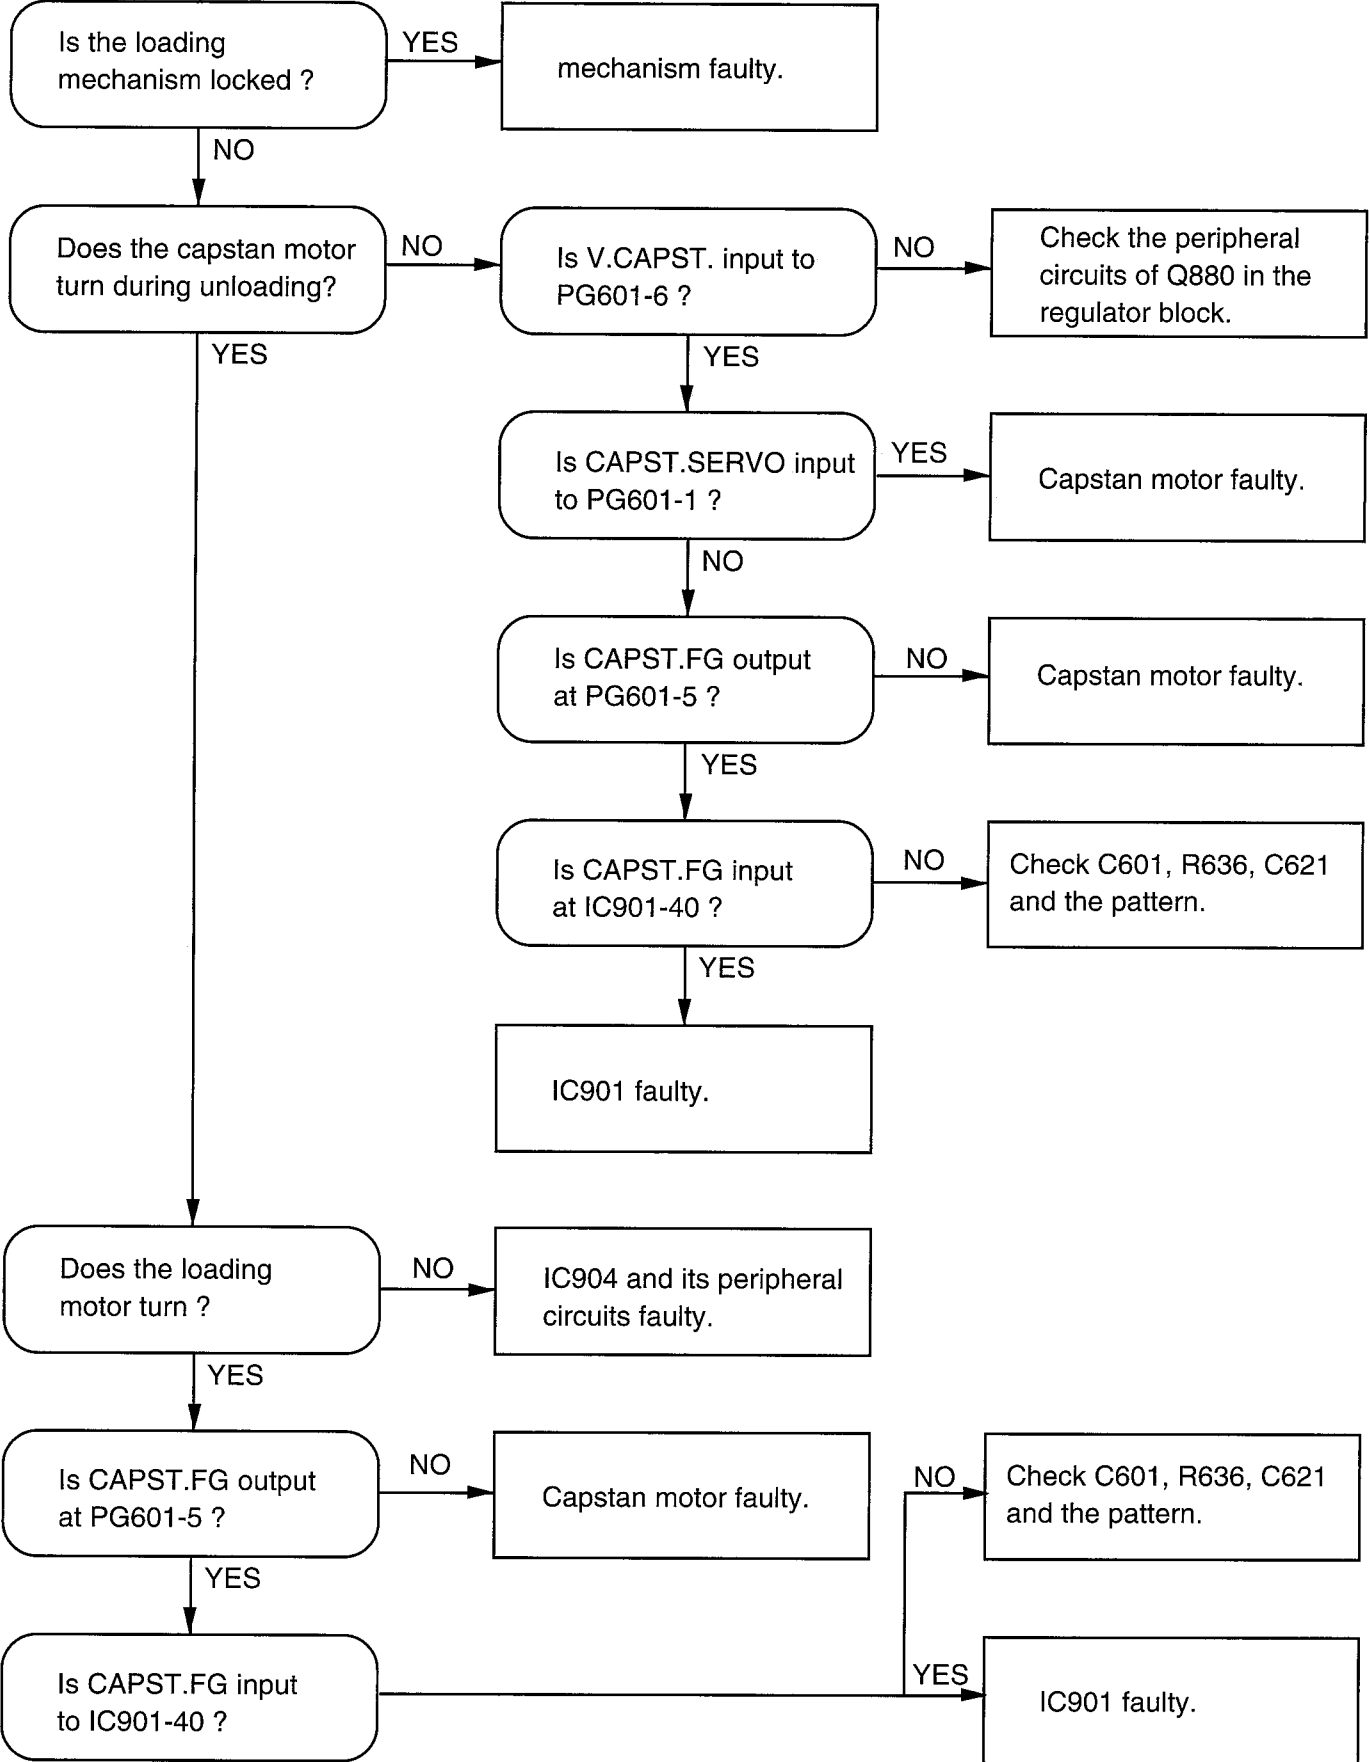 Is the loading
mechanism locked ?
YES
mechanism faulty.
NO
Does the capstan motor
turn during unloading?
NO
Is V.CAPST. input to
PG601-6 ?
NO
Check the peripheral
circuits of Q880 in the
regulator block.
YES
YES
Is CAPST.SERVO input
to PG601-1 ?
YES
Capstan motor faulty.
NO
Is CAPST.FG output
at PG601-5 ?
NO
Capstan motor faulty.
YES
Is CAPST.FG input
at IC901-40 ?
NO
Check C601, R636, C621
and the pattern.
YES
IC901 faulty.
Does the loading
motor turn ?
NO
IC904 and its peripheral
circuits faulty.
YES
Is CAPST.FG output
at PG601-5 ?
NO
Capstan motor faulty.
NO
Check C601, R636, C621
and the pattern.
YES
Is CAPST.FG input
to IC901-40 ?
YES
IC901 faulty.